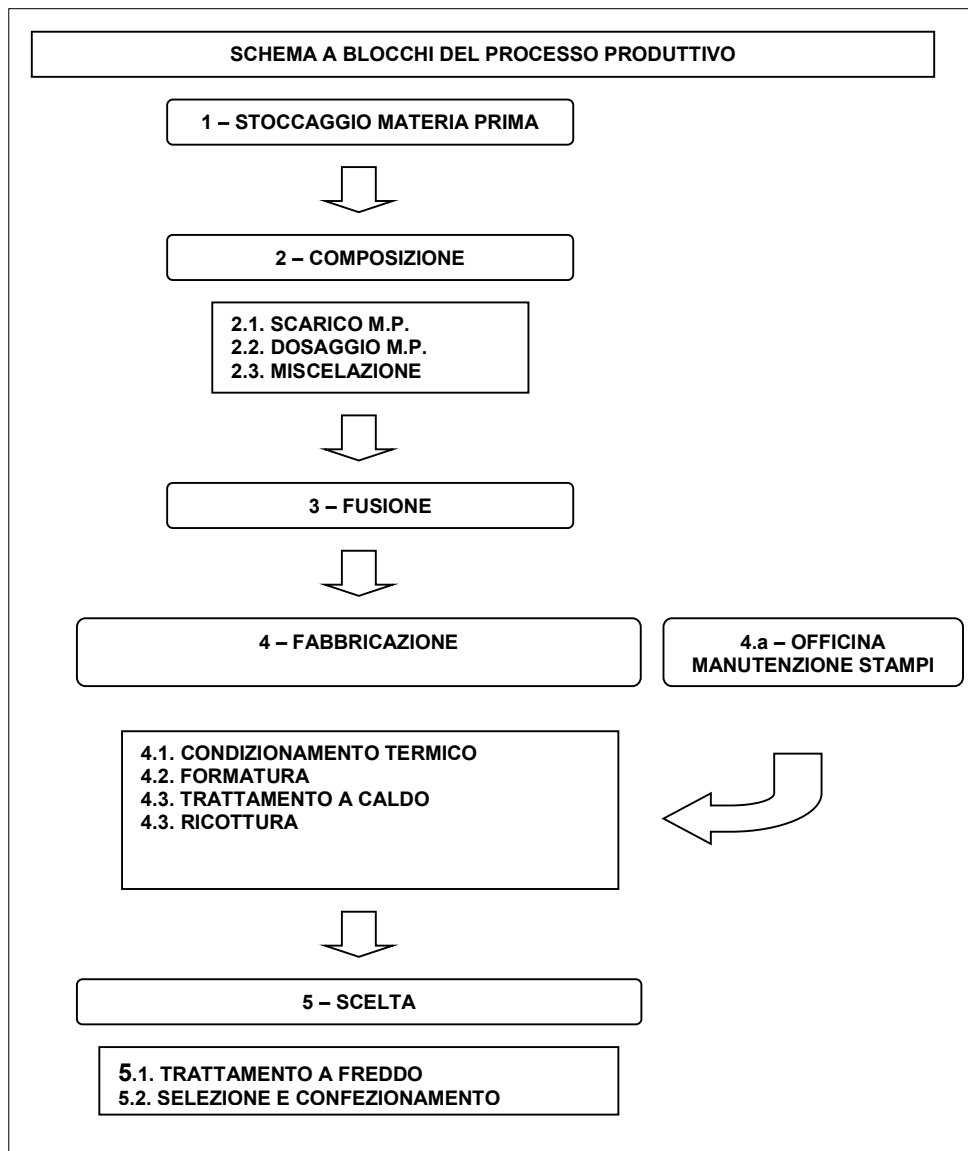 SCHEMA A BLOCCHI DEL PROCESSO PRODUTTIVO
1 – STOCCAGGIO MATERIA PRIMA
2 – COMPOSIZIONE
2.1. SCARICO M.P.
2.2. DOSAGGIO M.P.
2.3. MISCELAZIONE
3 – FUSIONE
4 – FABBRICAZIONE
4.a – OFFICINA
MANUTENZIONE STAMPI
4.1. CONDIZIONAMENTO TERMICO
4.2. FORMATURA
4.3. TRATTAMENTO A CALDO
4.3. RICOTTURA
5 – SCELTA
5.1. TRATTAMENTO A FREDDO
5.2. SELEZIONE E CONFEZIONAMENTO